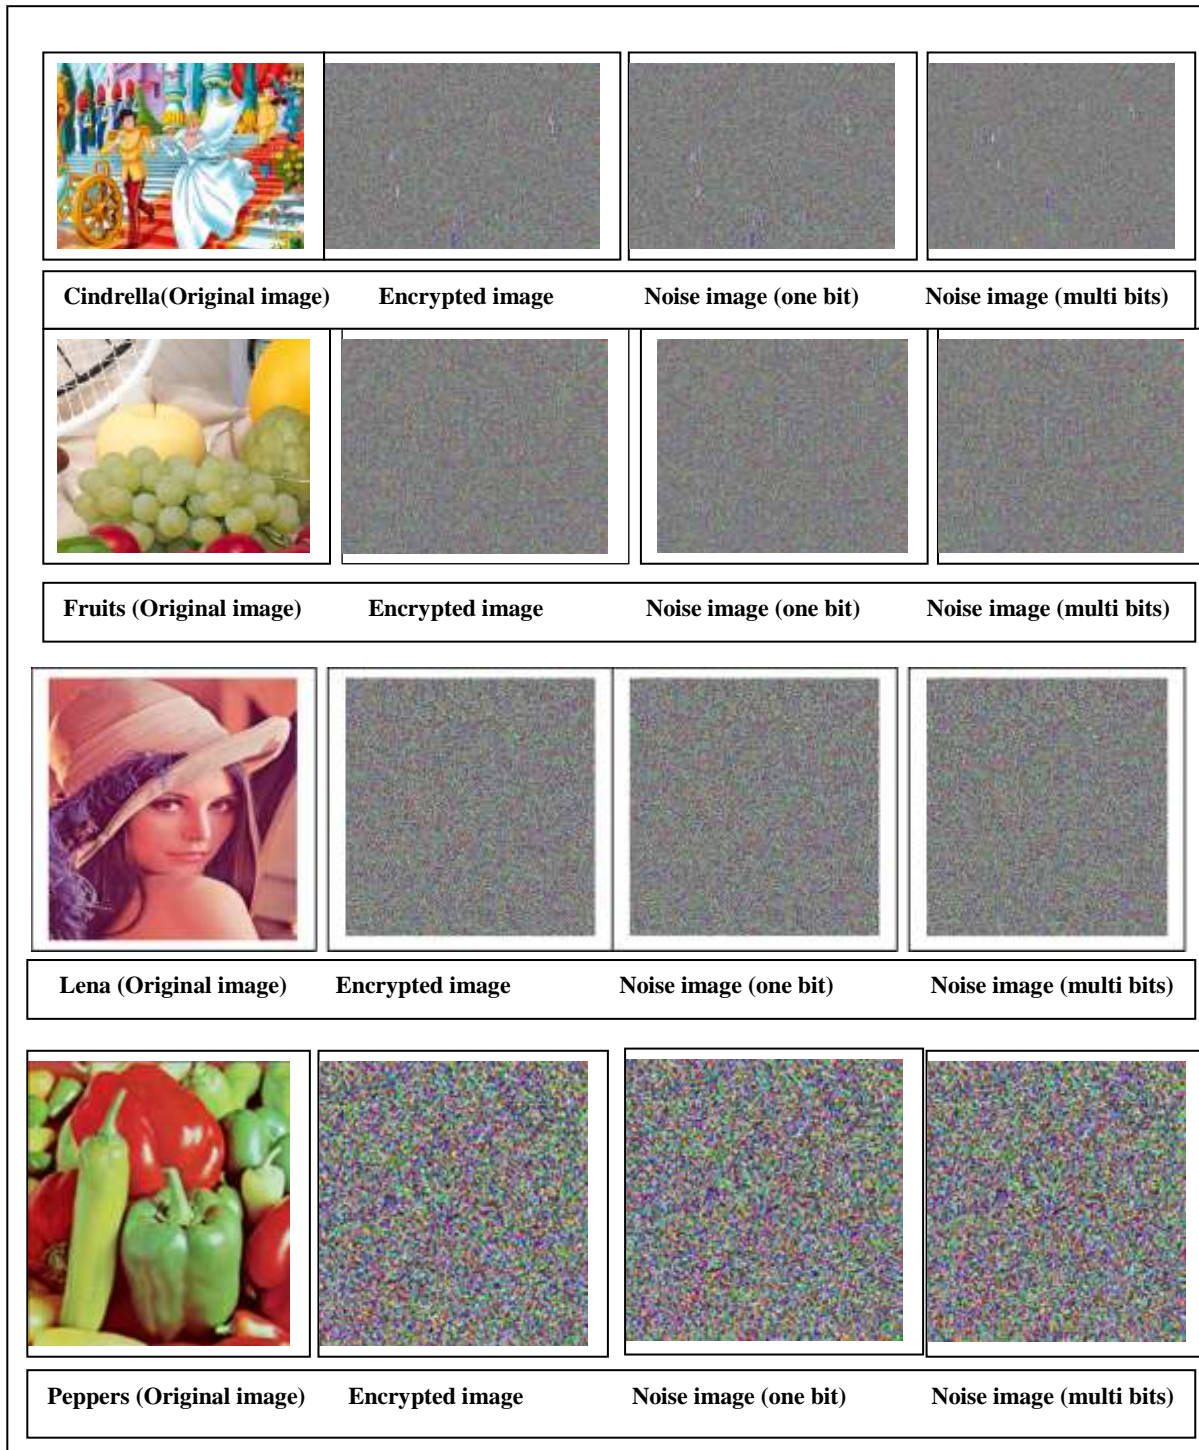 Cindrella(Original image) Encrypted image Noise image (one bit) Noise image (multi bits)
Fruits (Original image) Encrypted image Noise image (one bit) Noise image (multi bits)
Lena (Original image) Encrypted image Noise image (one bit) Noise image (multi bits)
Peppers (Original image) Encrypted image Noise image (one bit) Noise image (multi bits)